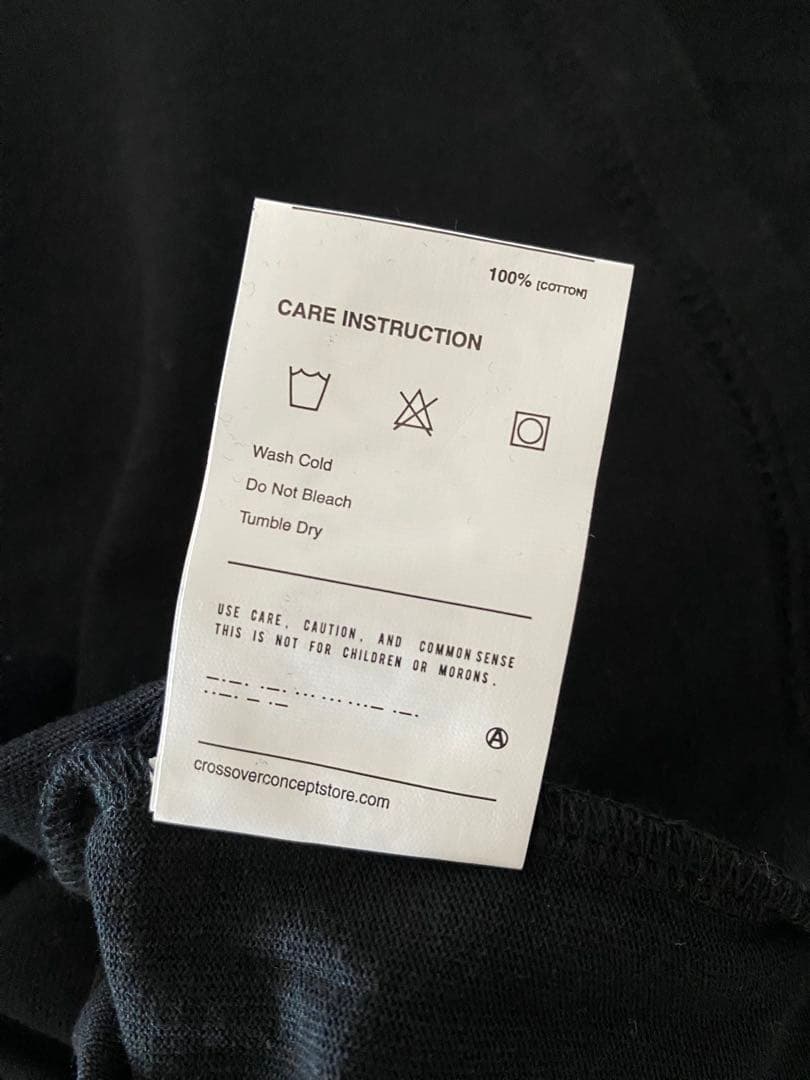 100% [COTTON]
CARE INSTRUCTION
Wash Cold
Do Not Bleach
Tumble Dry
USE CARE, CAUTION, AND COMMON SENSE
THIS IS NOT FOR CHILDREN OR MORONS.
A
crossoverconceptstore.com